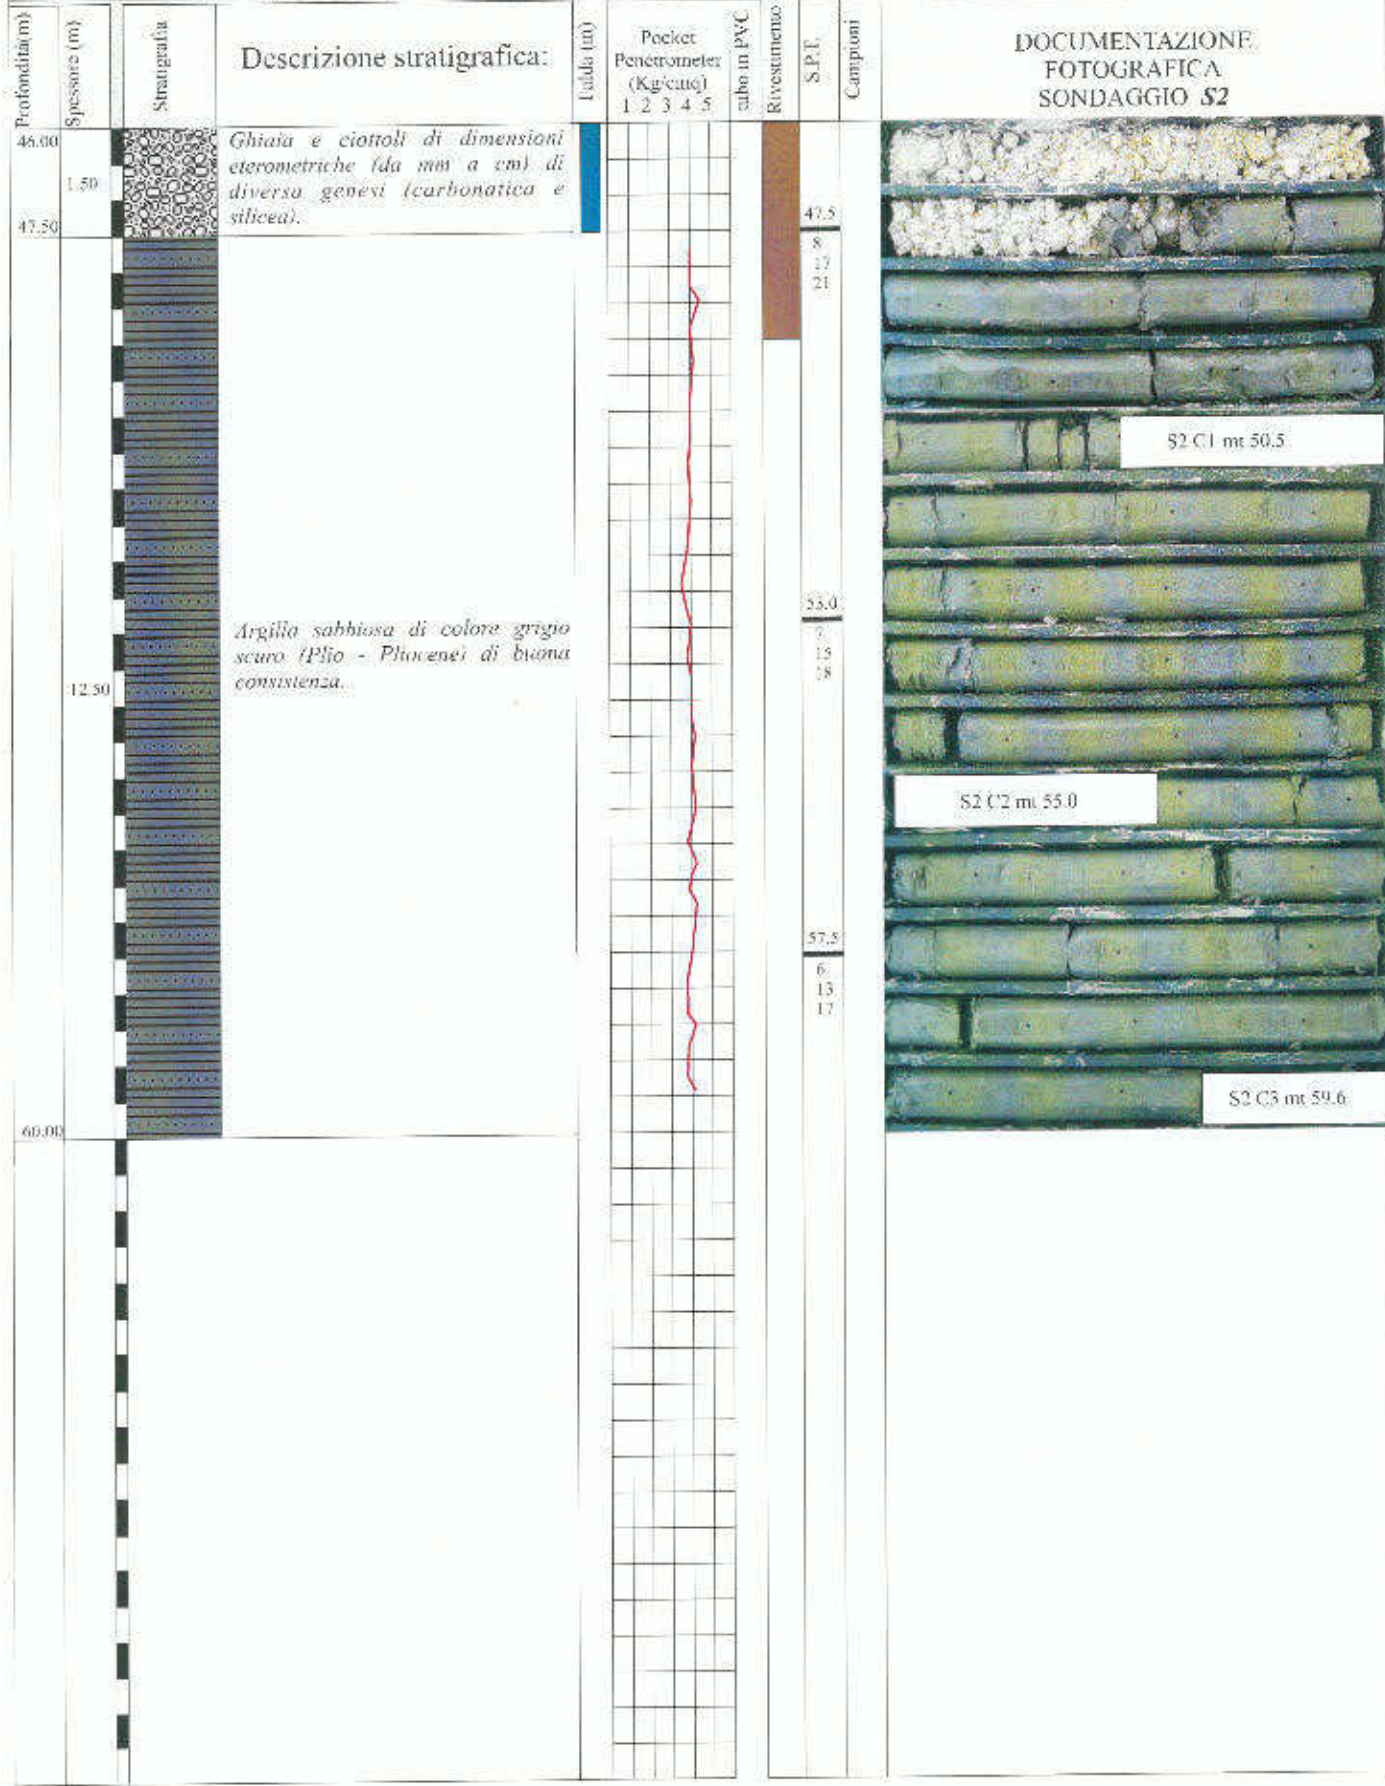 Profondità(m)
Spessore (m)
Stratigrafia
Descrizione stratigrafica:
Falda (m)
Pocket
Penetrometer
(Kg/cmq)
1 2 3 4 5
tubo in PVC
Rivestimento
S.P.T.
Campioni
DOCUMENTAZIONE
FOTOGRAFICA
SONDAGGIO S2
46.00
1.50
47.50
Ghiaia e ciottoli di dimensioni
eterometriche (da mm a cm) di
diversa genesi (carbonatica e
silicea).
47.5
8
17
21
S2 C1 mt 50.5
53.0
15
18
12.50
Argilla sabbiosa di colore grigio
scuro (Plio - Pliocene) di buona
consistenza.
S2 C2 mt 55.0
57.5
6
13
17
S2 C3 mt 59.6
60.00